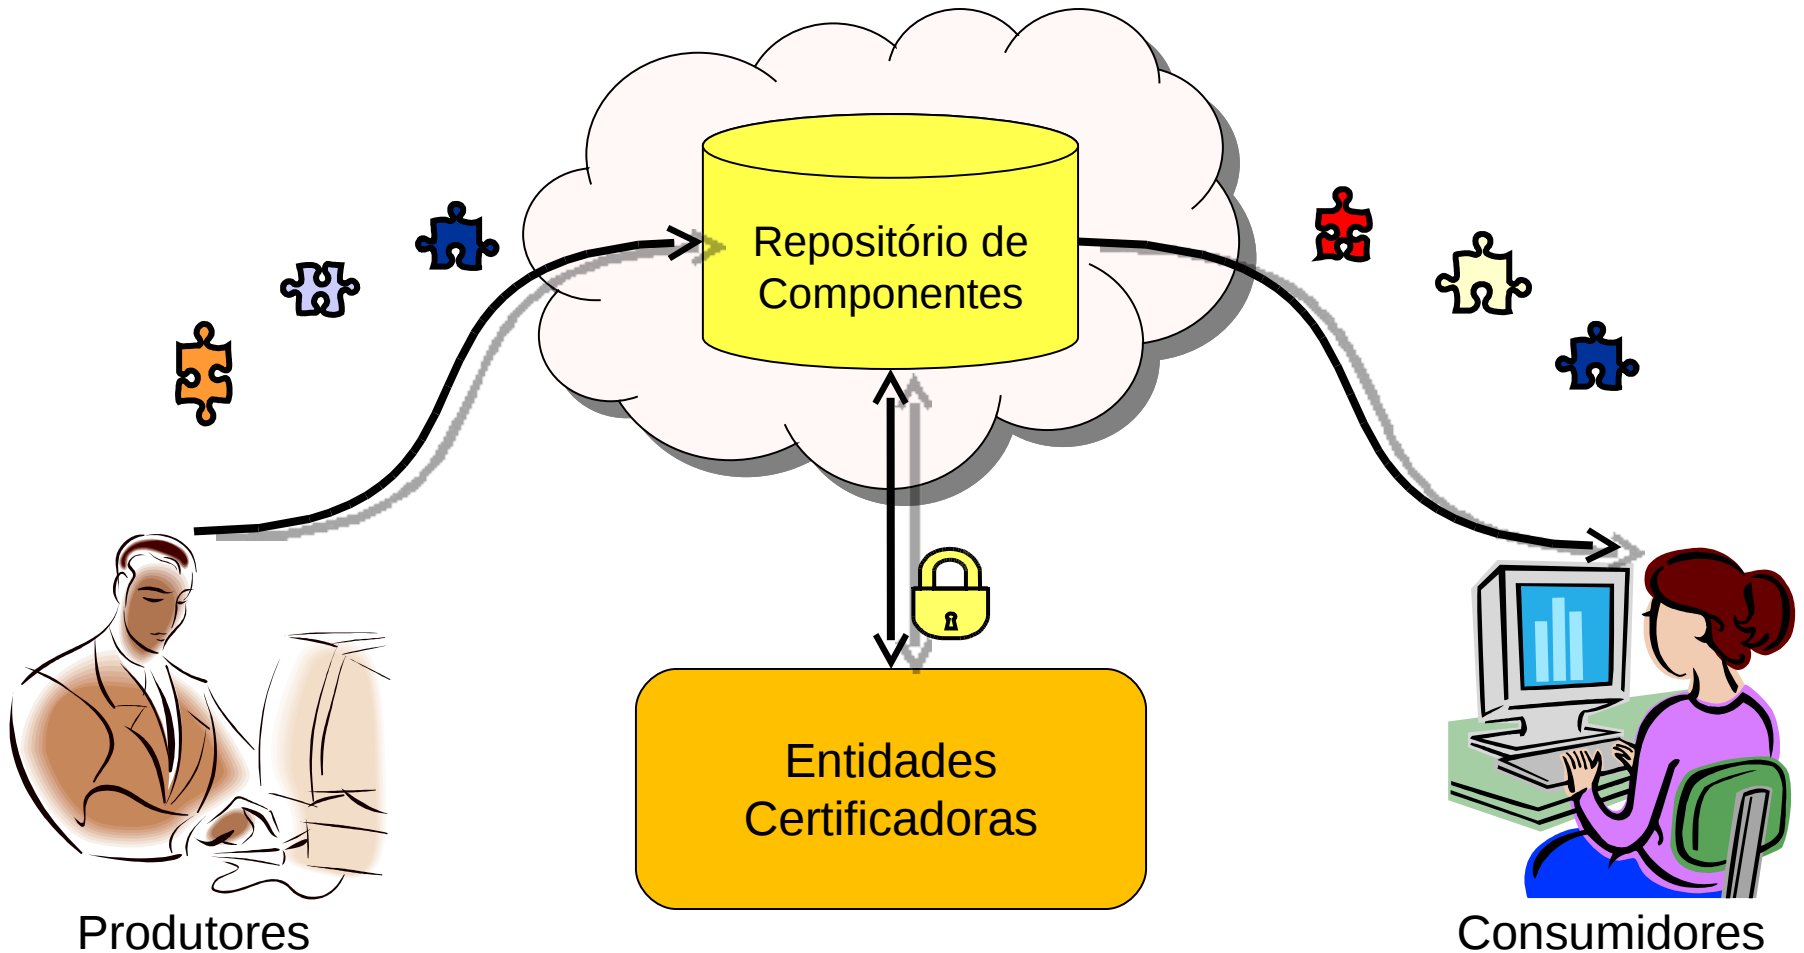 Repositório de
Componentes
Entidades
Certificadoras
Produtores
Consumidores